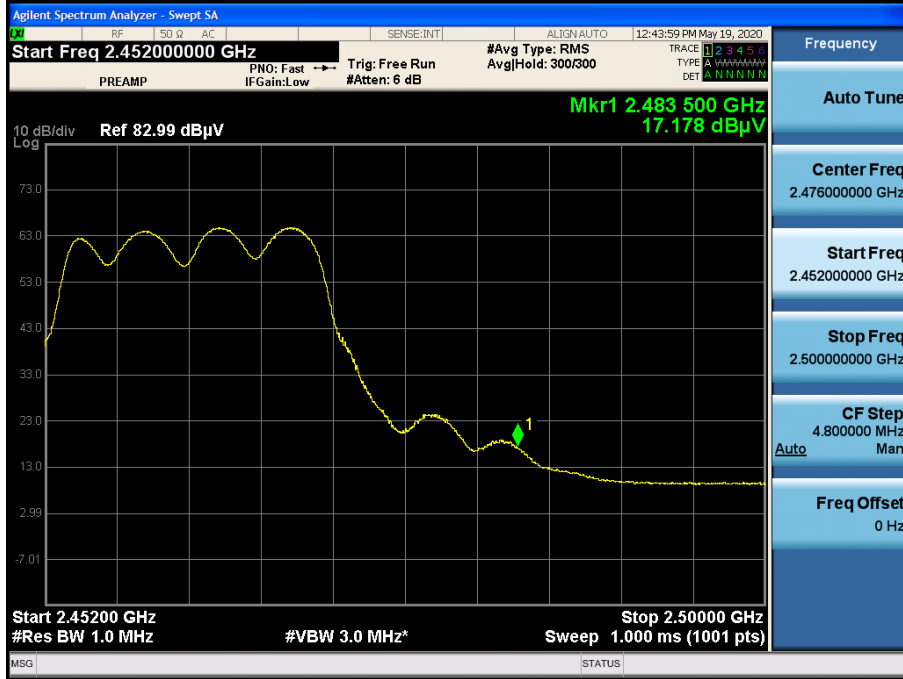 Agilent Spectrum Analyzer - Swept SA
LXI RF 50 Ω AC SENSE:INT ALIGN AUTO 12:43:59 PM May 19, 2020
Start Freq 2.452000000 GHz
PREAMP
PNO: Fast
IFGain:Low
Trig: Free Run
#Atten: 6 dB
#Avg Type: RMS
Avg|Hold: 300/300
TRACE 1 2 3 4 5 6
TYPE A WWWWW
DET A N N N N N
Mkr1 2.483 500 GHz
17.178 dBµV
10 dB/div Ref 82.99 dBµV
Log
73.0
63.0
53.0
43.0
33.0
23.0
13.0
2.99
-7.01
1
Start 2.45200 GHz Stop 2.50000 GHz
#Res BW 1.0 MHz #VBW 3.0 MHz* Sweep 1.000 ms (1001 pts)
MSG STATUS
Frequency
Auto Tune
Center Freq
2.476000000 GHz
Start Freq
2.452000000 GHz
Stop Freq
2.500000000 GHz
CF Step
4.800000 MHz
Auto Man
Freq Offset
0 Hz